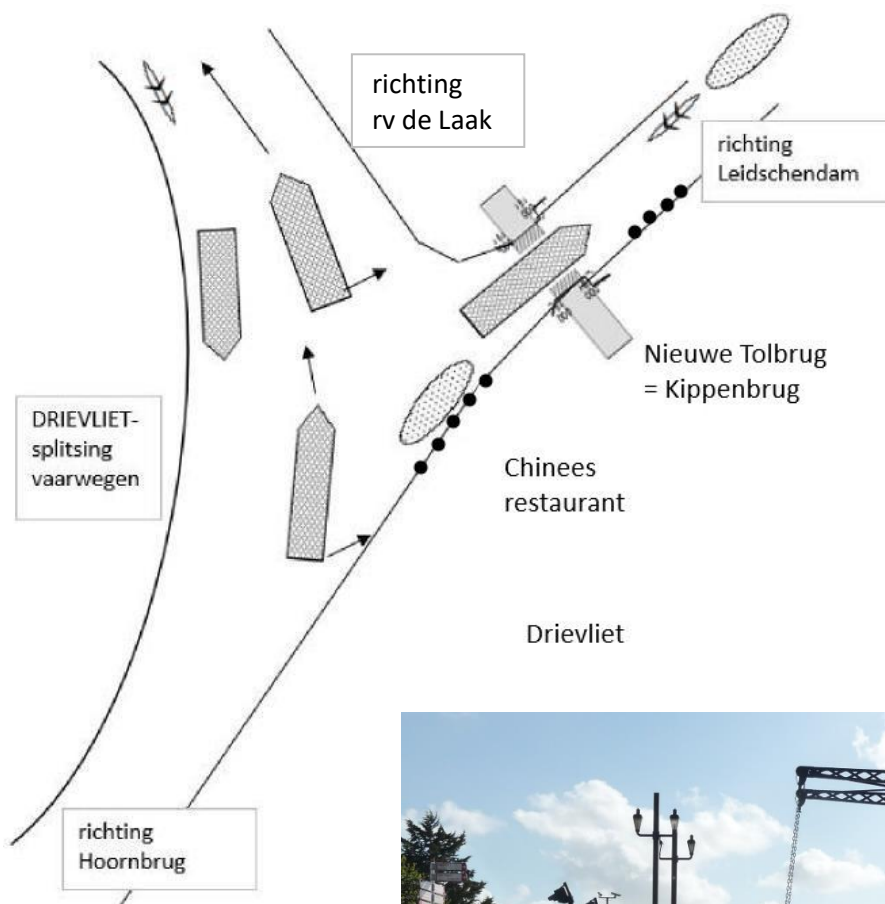 richting
rv de Laak
richting
Leidschendam
Nieuwe Tolbrug
= Kippenbrug
DRIEVLIET-
splitsing
vaarwegen
Chinees
restaurant
Drievliet
richting
Hoornbrug